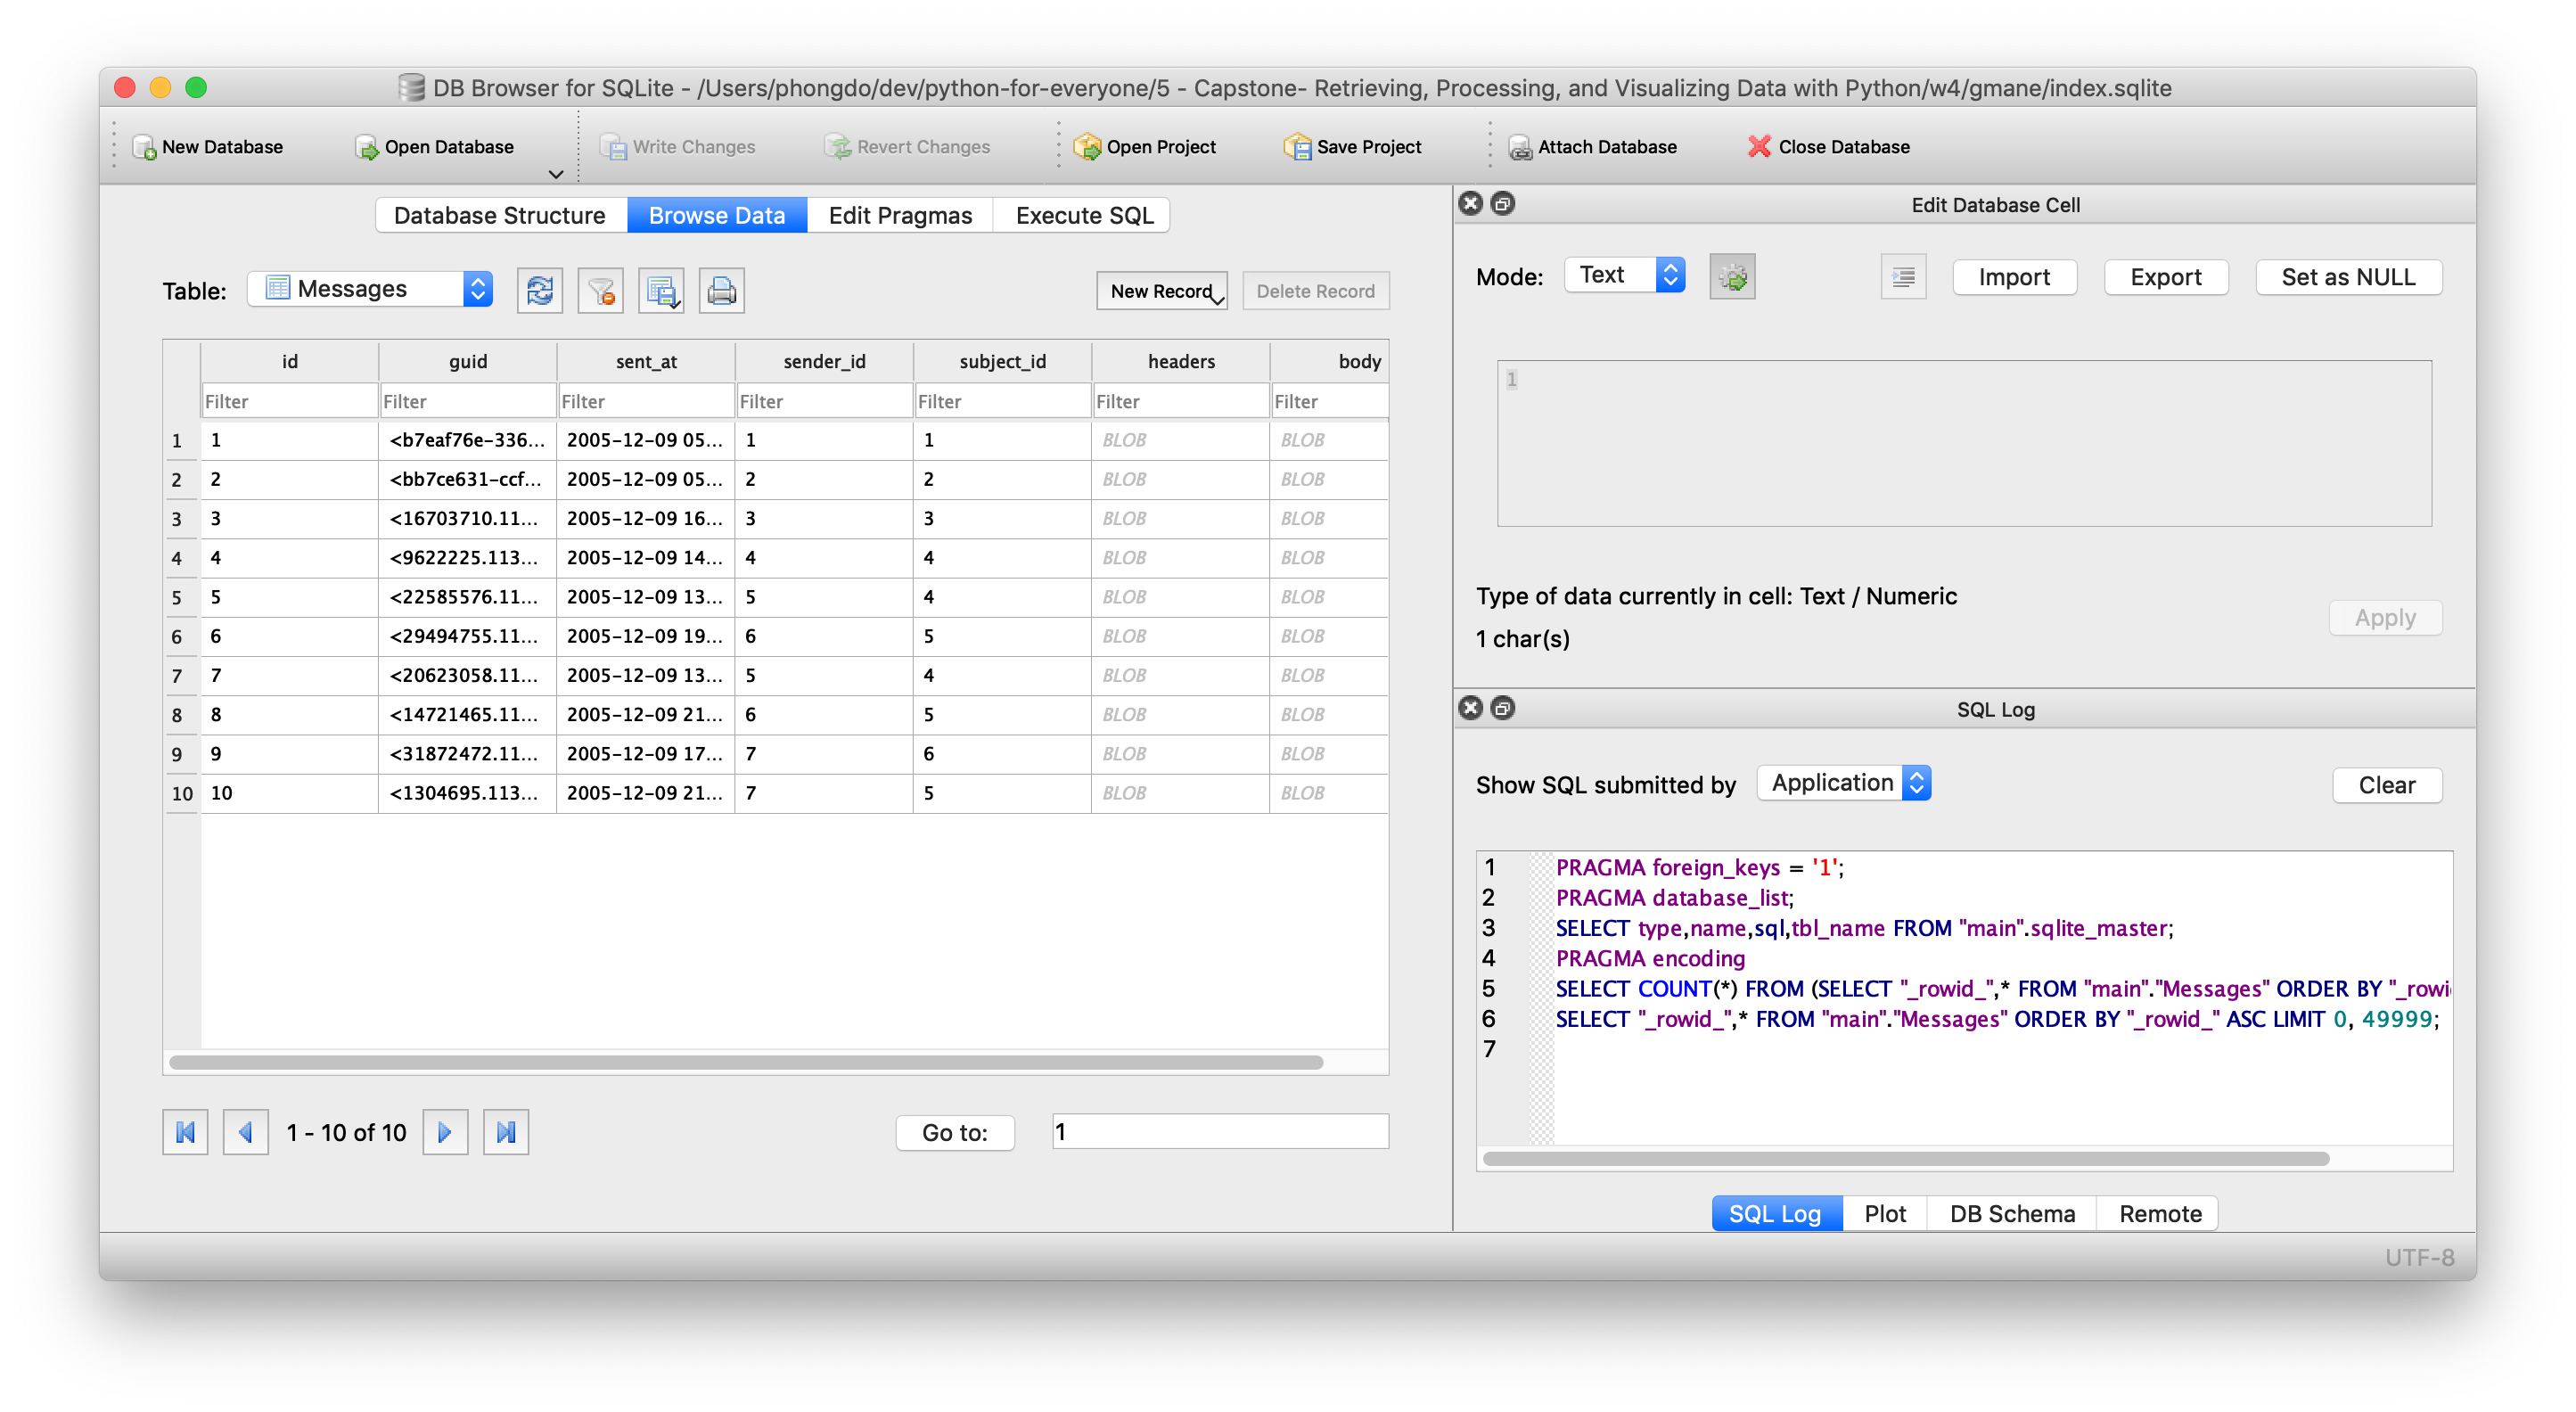 DB Browser for SQLite - /Users/phongdo/dev/python-for-everyone/5 - Capstone- Retrieving, Processing, and Visualizing Data with Python/w4/gmane/index.sqlite
New Database Open Database Write Changes Revert Changes Open Project Save Project Attach Database Close Database
Database Structure Browse Data Edit Pragmas Execute SQL
Table: Messages New Record Delete Record
id guid sent_at sender_id subject_id headers body
Filter Filter Filter Filter Filter Filter Filter
1 1 <b7eaf76e-336... 2005-12-09 05... 1 1 BLOB BLOB
2 2 <bb7ce631-ccf... 2005-12-09 05... 2 2 BLOB BLOB
3 3 <16703710.11... 2005-12-09 16... 3 3 BLOB BLOB
4 4 <9622225.113... 2005-12-09 14... 4 4 BLOB BLOB
5 5 <22585576.11... 2005-12-09 13... 5 4 BLOB BLOB
6 6 <29494755.11... 2005-12-09 19... 6 5 BLOB BLOB
7 7 <20623058.11... 2005-12-09 13... 5 4 BLOB BLOB
8 8 <14721465.11... 2005-12-09 21... 6 5 BLOB BLOB
9 9 <31872472.11... 2005-12-09 17... 7 6 BLOB BLOB
10 10 <1304695.113... 2005-12-09 21... 7 5 BLOB BLOB
1 - 10 of 10 Go to: 1
Edit Database Cell
Mode: Text Import Export Set as NULL
1
Type of data currently in cell: Text / Numeric
1 char(s)
Apply
SQL Log
Show SQL submitted by Application Clear
1 PRAGMA foreign_keys = '1';
2 PRAGMA database_list;
3 SELECT type,name,sql,tbl_name FROM "main".sqlite_master;
4 PRAGMA encoding
5 SELECT COUNT(*) FROM (SELECT "_rowid_",* FROM "main"."Messages" ORDER BY "_rowi
6 SELECT "_rowid_",* FROM "main"."Messages" ORDER BY "_rowid_" ASC LIMIT 0, 49999;
7
SQL Log Plot DB Schema Remote
UTF-8